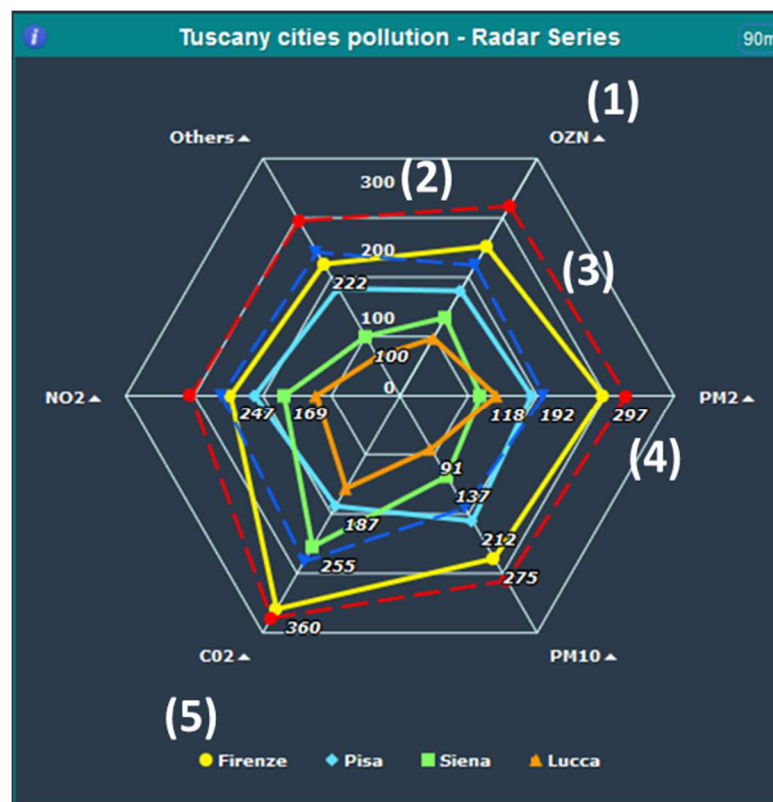 i Tuscany cities pollution - Radar Series 90m
(1)
Others OZN
300 (2)
200 (3)
222
100
100
0
NO2 247 169 118 192 297 PM2
(4)
91
137
187 212
255 275
360
C02 PM10
(5)
Firenze Pisa Siena Lucca